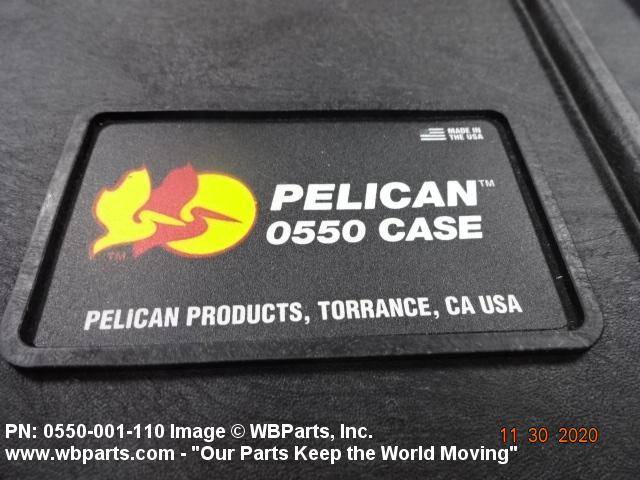 MADE IN
THE USA
PELICAN™
0550 CASE
TM
PELICAN PRODUCTS, TORRANCE, CA USA
PN: 0550-001-110 Image © WBParts, Inc.
11 30 2020
www.wbparts.com - "Our Parts Keep the World Moving"